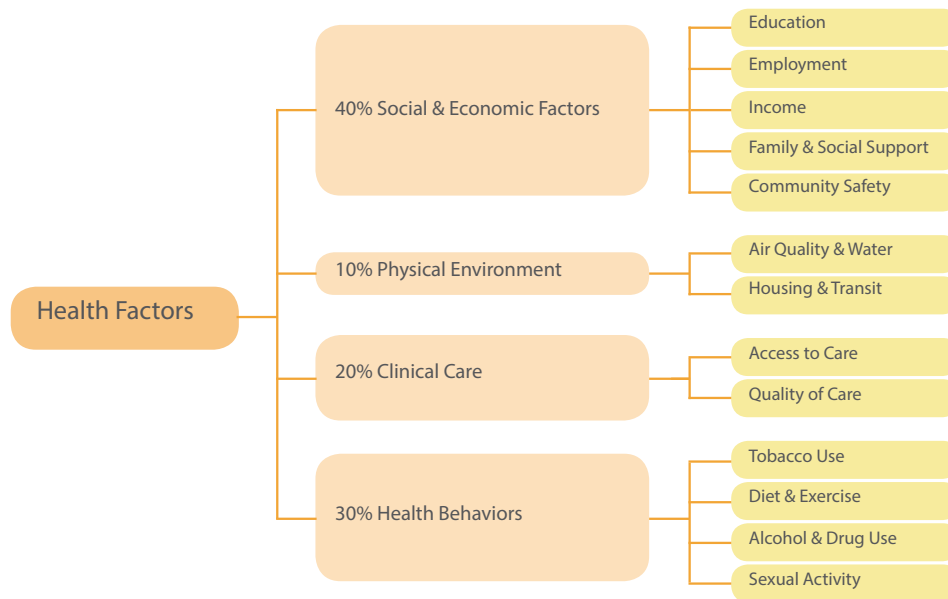 Health Factors
40% Social & Economic Factors
Education
Employment
Income
Family & Social Support
Community Safety
10% Physical Environment
Air Quality & Water
Housing & Transit
20% Clinical Care
Access to Care
Quality of Care
30% Health Behaviors
Tobacco Use
Diet & Exercise
Alcohol & Drug Use
Sexual Activity